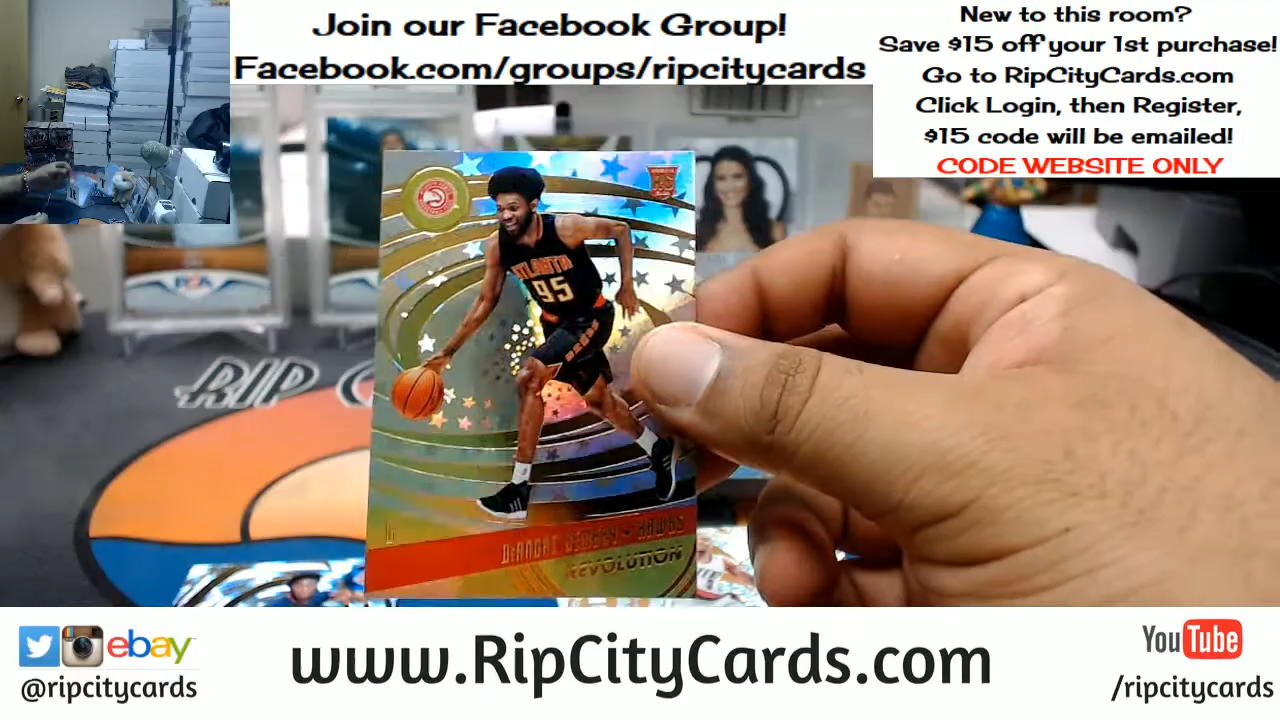 Join our Facebook Group!
Facebook.com/groups/ripcitycards
New to this room?
Save $15 off your 1st purchase!
Go to RipCityCards.com
Click Login, then Register,
$15 code will be emailed!
CODE WEBSITE ONLY
RIP C
ATLANTA
95
HAWKS
REVOLUTION
ebay
@ripcitycards
www.RipCityCards.com
YouTube
/ripcitycards